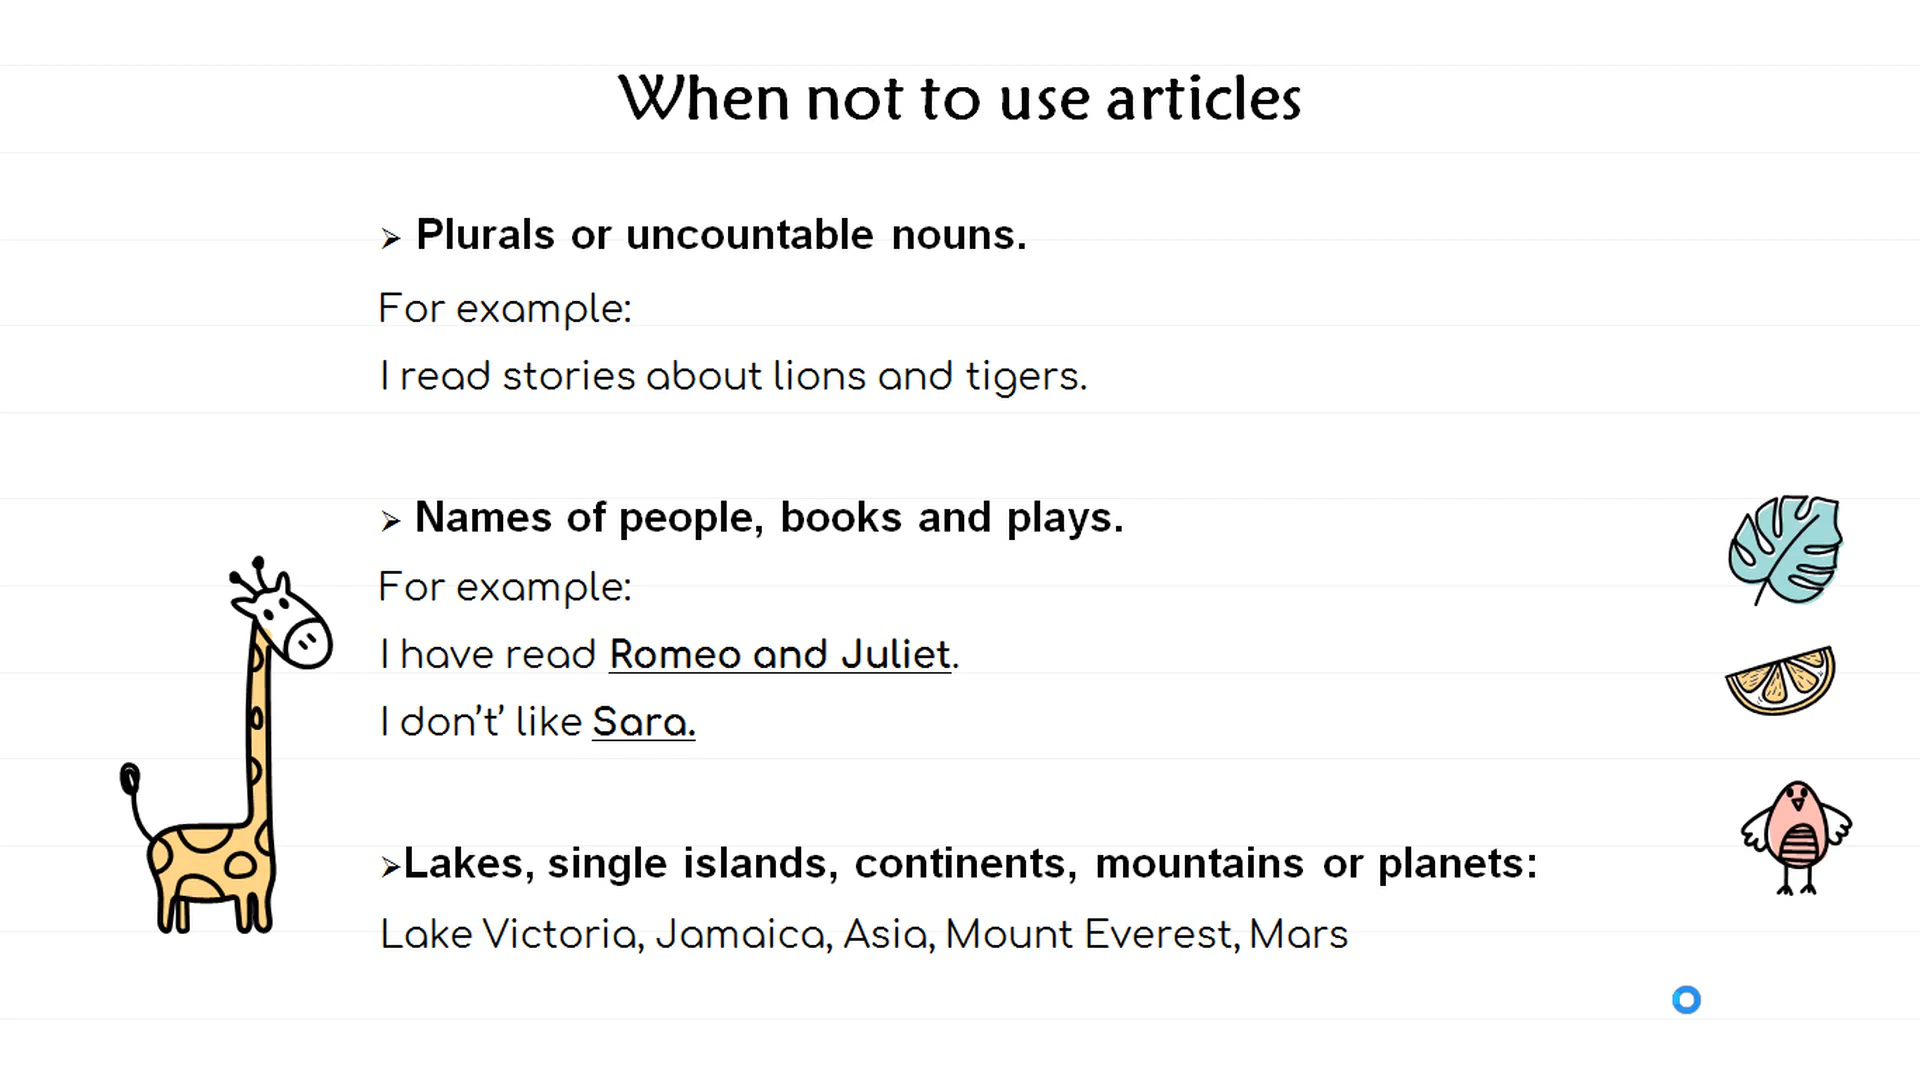 When not to use articles
➢ Plurals or uncountable nouns.
For example:
I read stories about lions and tigers.
➢ Names of people, books and plays.
For example:
I have read Romeo and Juliet.
I don’t’ like Sara.
➢Lakes, single islands, continents, mountains or planets:
Lake Victoria, Jamaica, Asia, Mount Everest, Mars